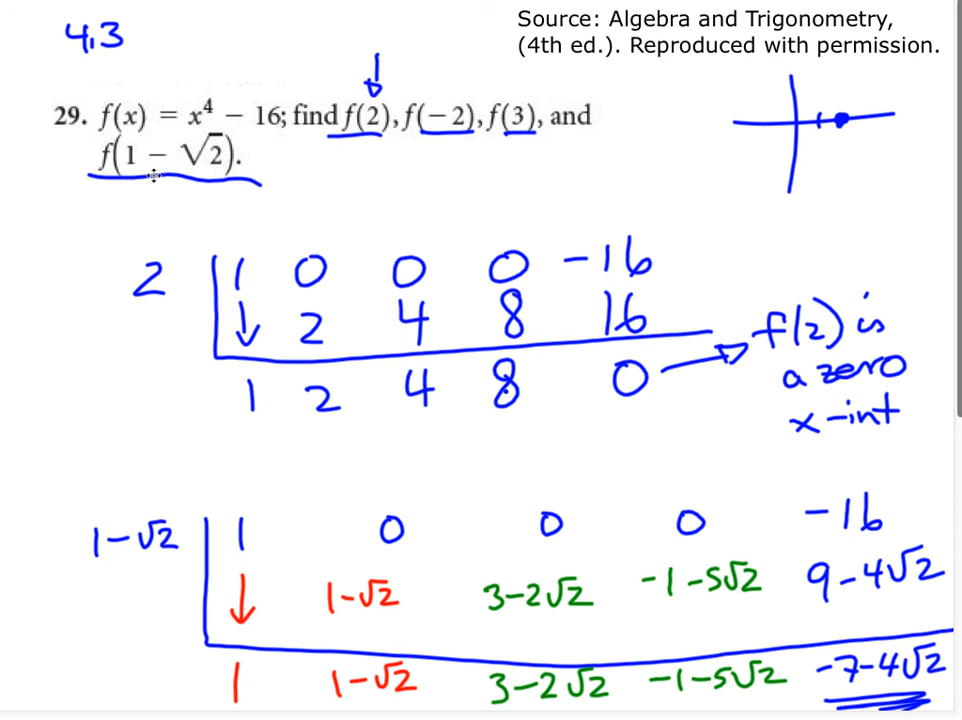 4.3
Source: Algebra and Trigonometry,
(4th ed.). Reproduced with permission.
29. f(x) = x⁴ − 16; find f(2), f(−2), f(3), and
f(1 − √2).
2 | 1 0 0 0 −16
↓ 2 4 8 16
1 2 4 8 0 → f(2) is
a zero
x-int
1−√2 | 1 0 0 0 −16
↓ 1−√2 3−2√2 −1−5√2 9−4√2
1 1−√2 3−2√2 −1−5√2 −7−4√2